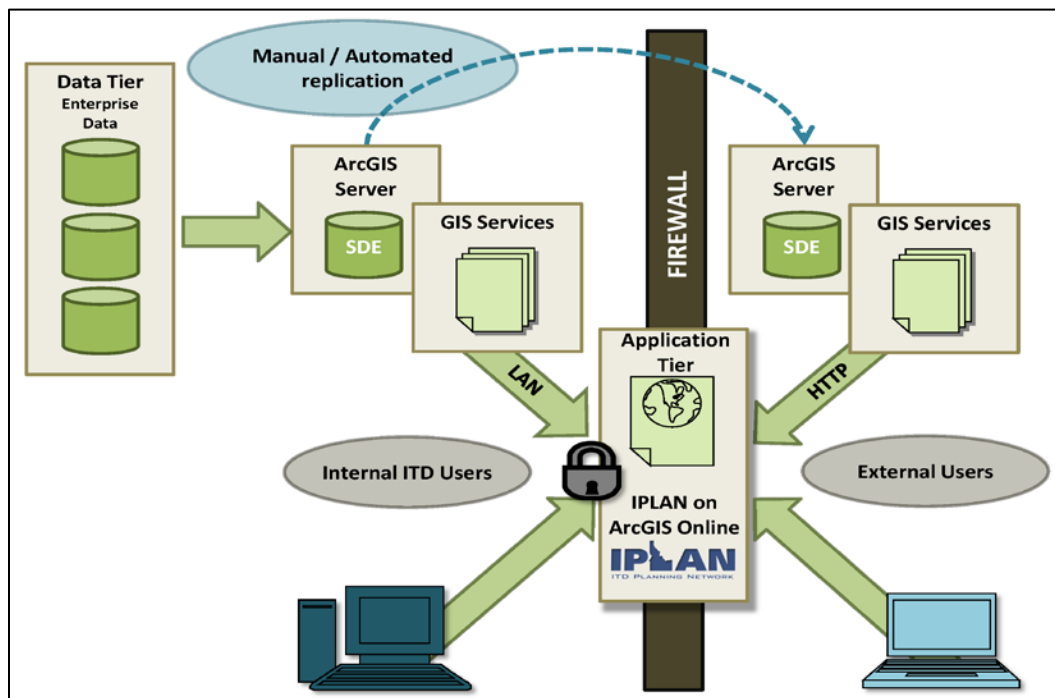 Manual / Automated
replication
Data Tier
Enterprise
Data
ArcGIS
Server
SDE
GIS Services
FIREWALL
ArcGIS
Server
SDE
GIS Services
LAN
HTTP
Application
Tier
Internal ITD Users
External Users
IPLAN on
ArcGIS Online
IPLAN
ITD PLANNING NETWORK